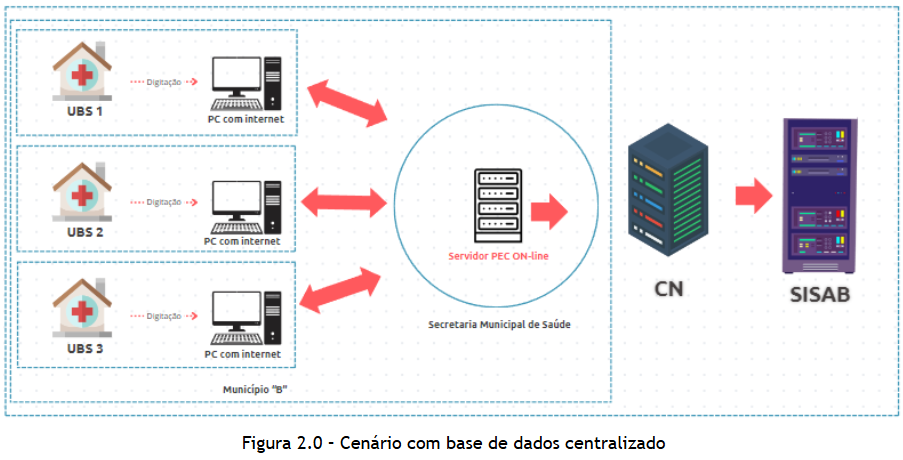 UBS 1
Digitação
PC com internet
UBS 2
Digitação
PC com internet
UBS 3
Digitação
PC com internet
Servidor PEC ON-line
Secretaria Municipal de Saúde
Município "B"
CN
SISAB
Figura 2.0 - Cenário com base de dados centralizado